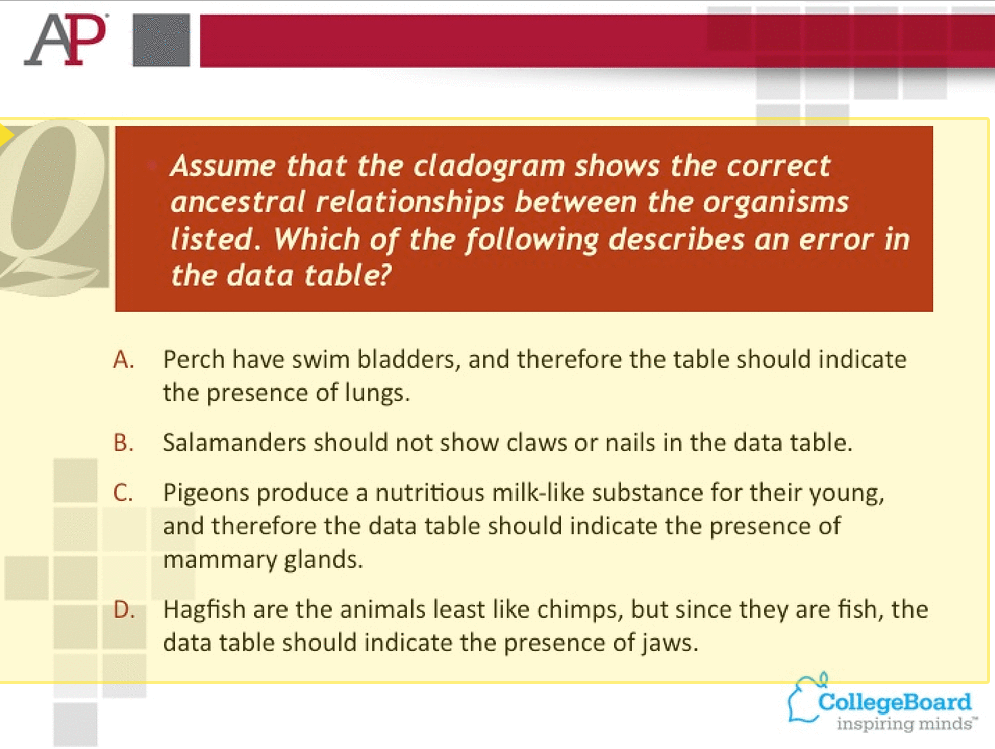 AP
Q
• Assume that the cladogram shows the correct
ancestral relationships between the organisms
listed. Which of the following describes an error in
the data table?
A. Perch have swim bladders, and therefore the table should indicate
the presence of lungs.
B. Salamanders should not show claws or nails in the data table.
C. Pigeons produce a nutritious milk-like substance for their young,
and therefore the data table should indicate the presence of
mammary glands.
D. Hagfish are the animals least like chimps, but since they are fish, the
data table should indicate the presence of jaws.
CollegeBoard
inspiring minds™